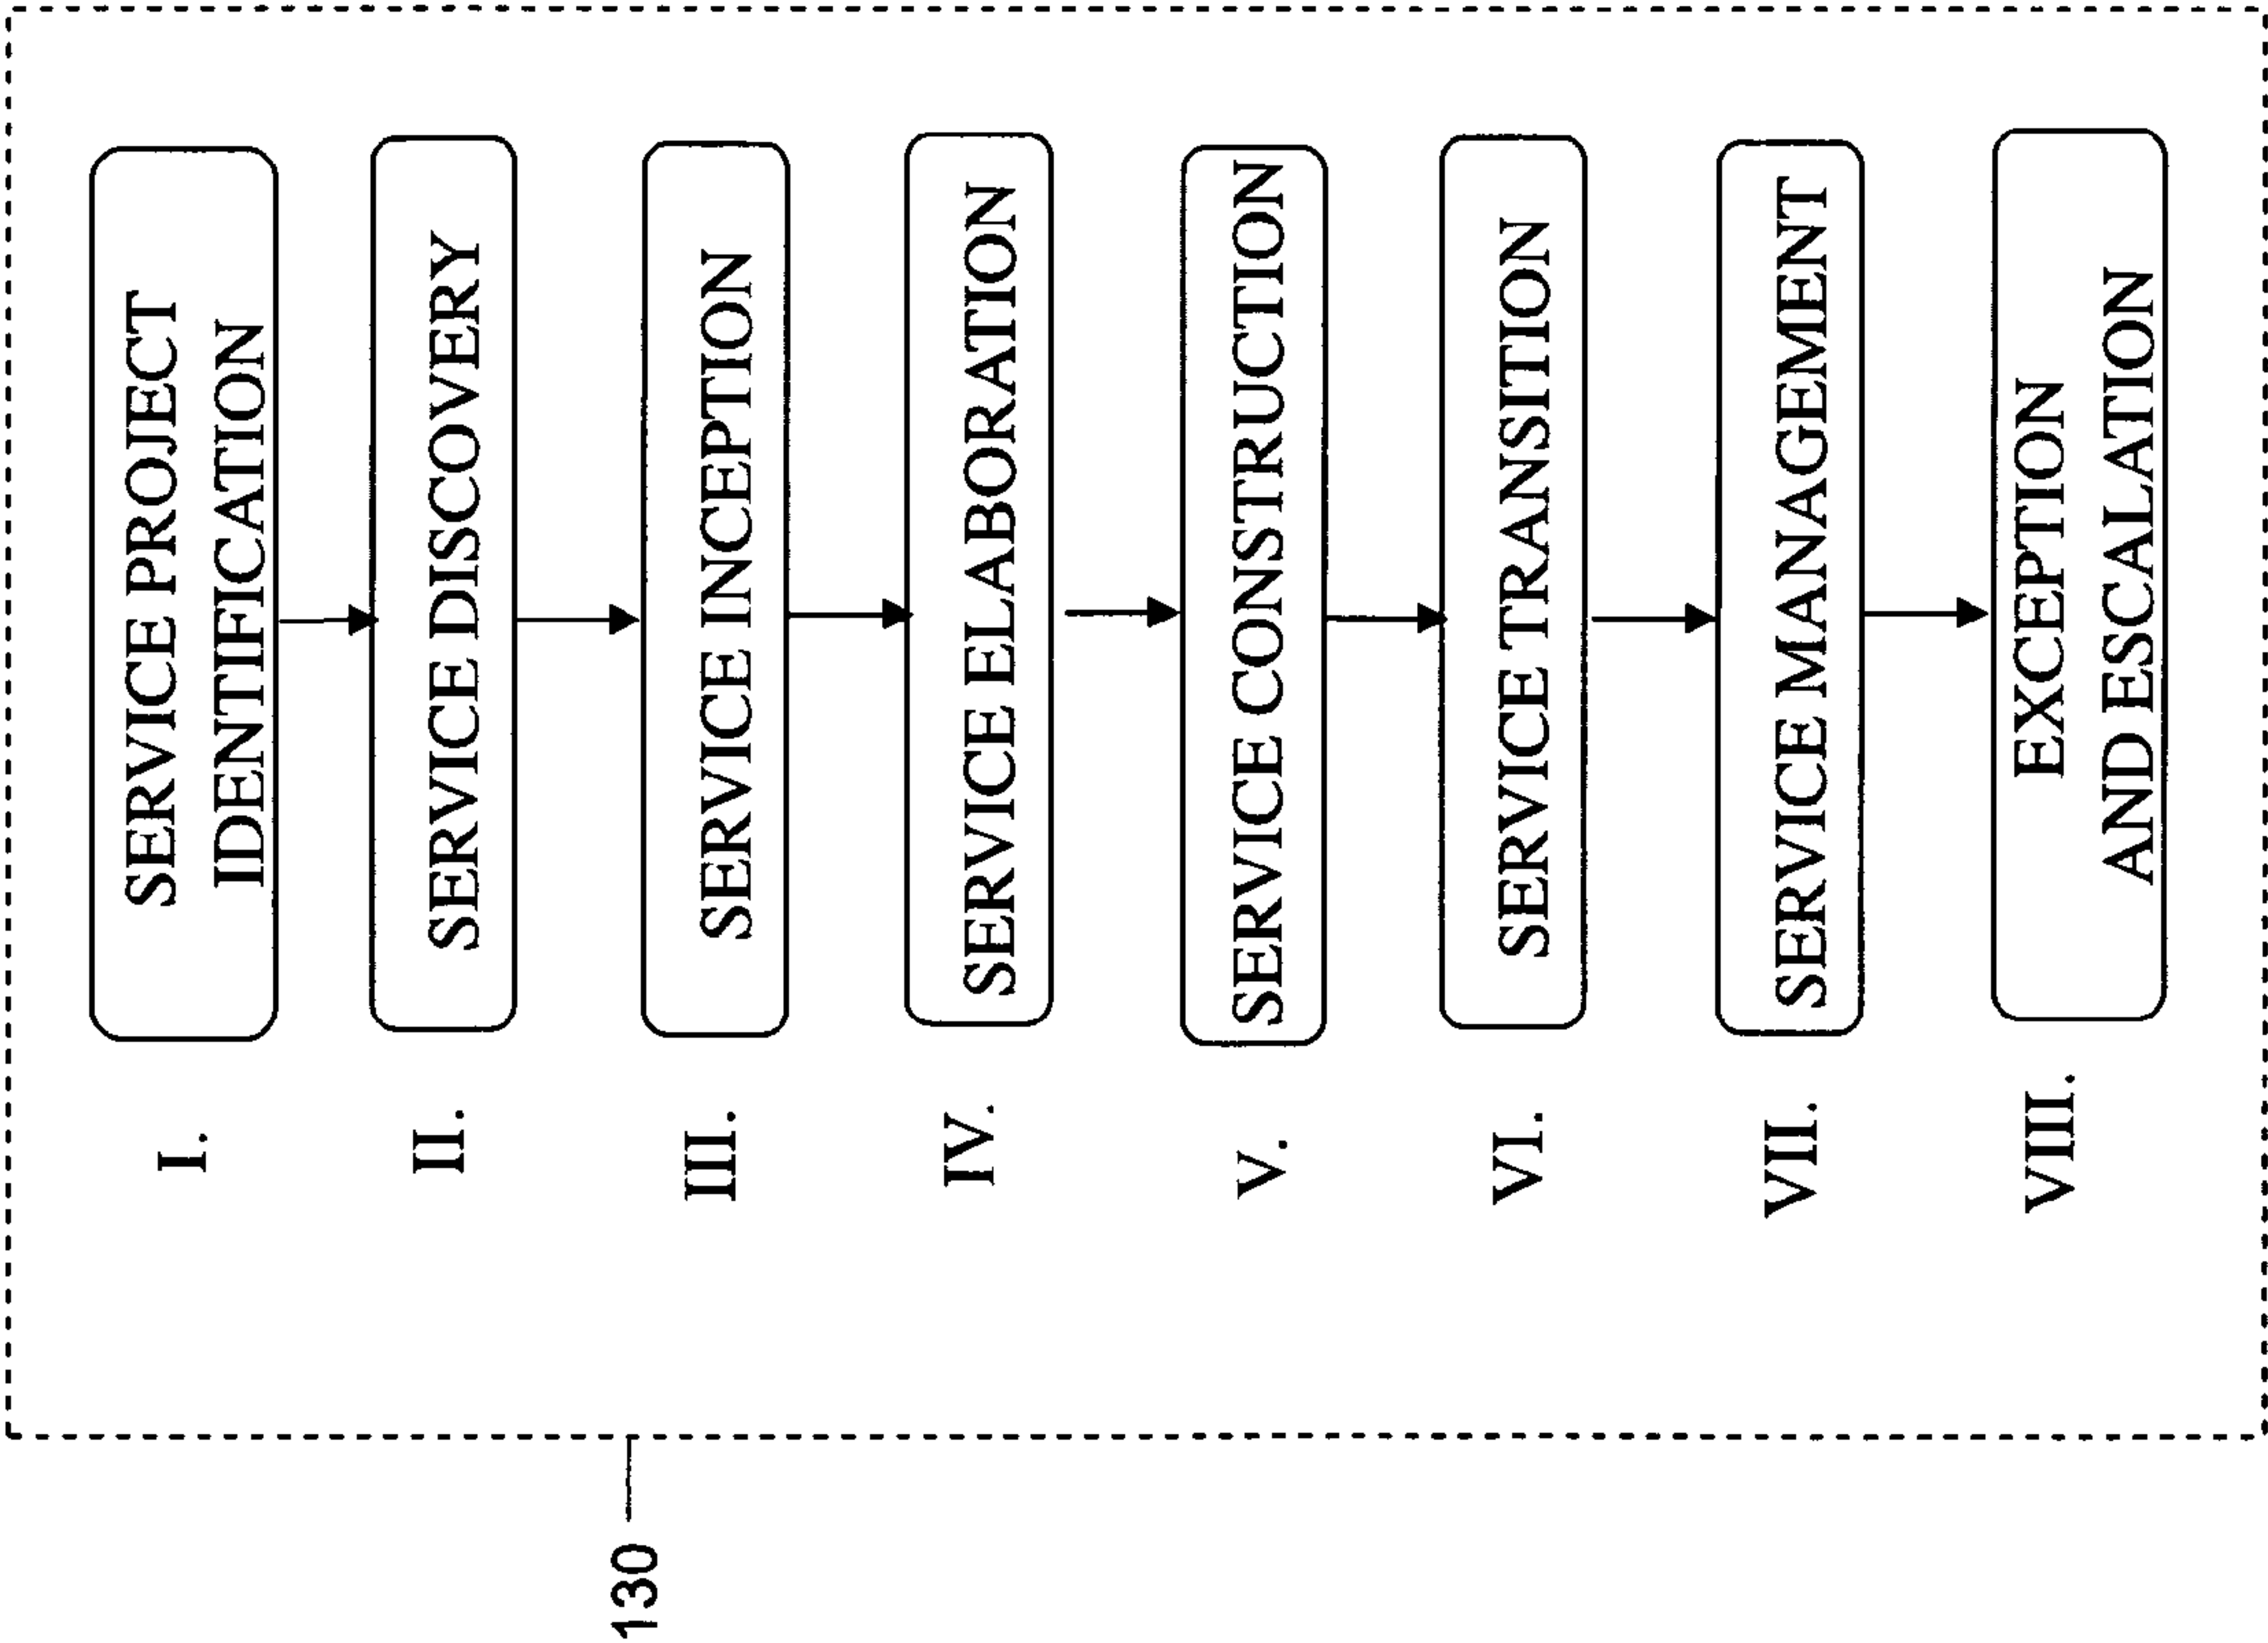 130
I.
SERVICE PROJECT
IDENTIFICATION
II.
SERVICE DISCOVERY
III.
SERVICE INCEPTION
IV.
SERVICE ELABORATION
V.
SERVICE CONSTRUCTION
VI.
SERVICE TRANSITION
VII.
SERVICE MANAGEMENT
VIII.
EXCEPTION
AND ESCALATION